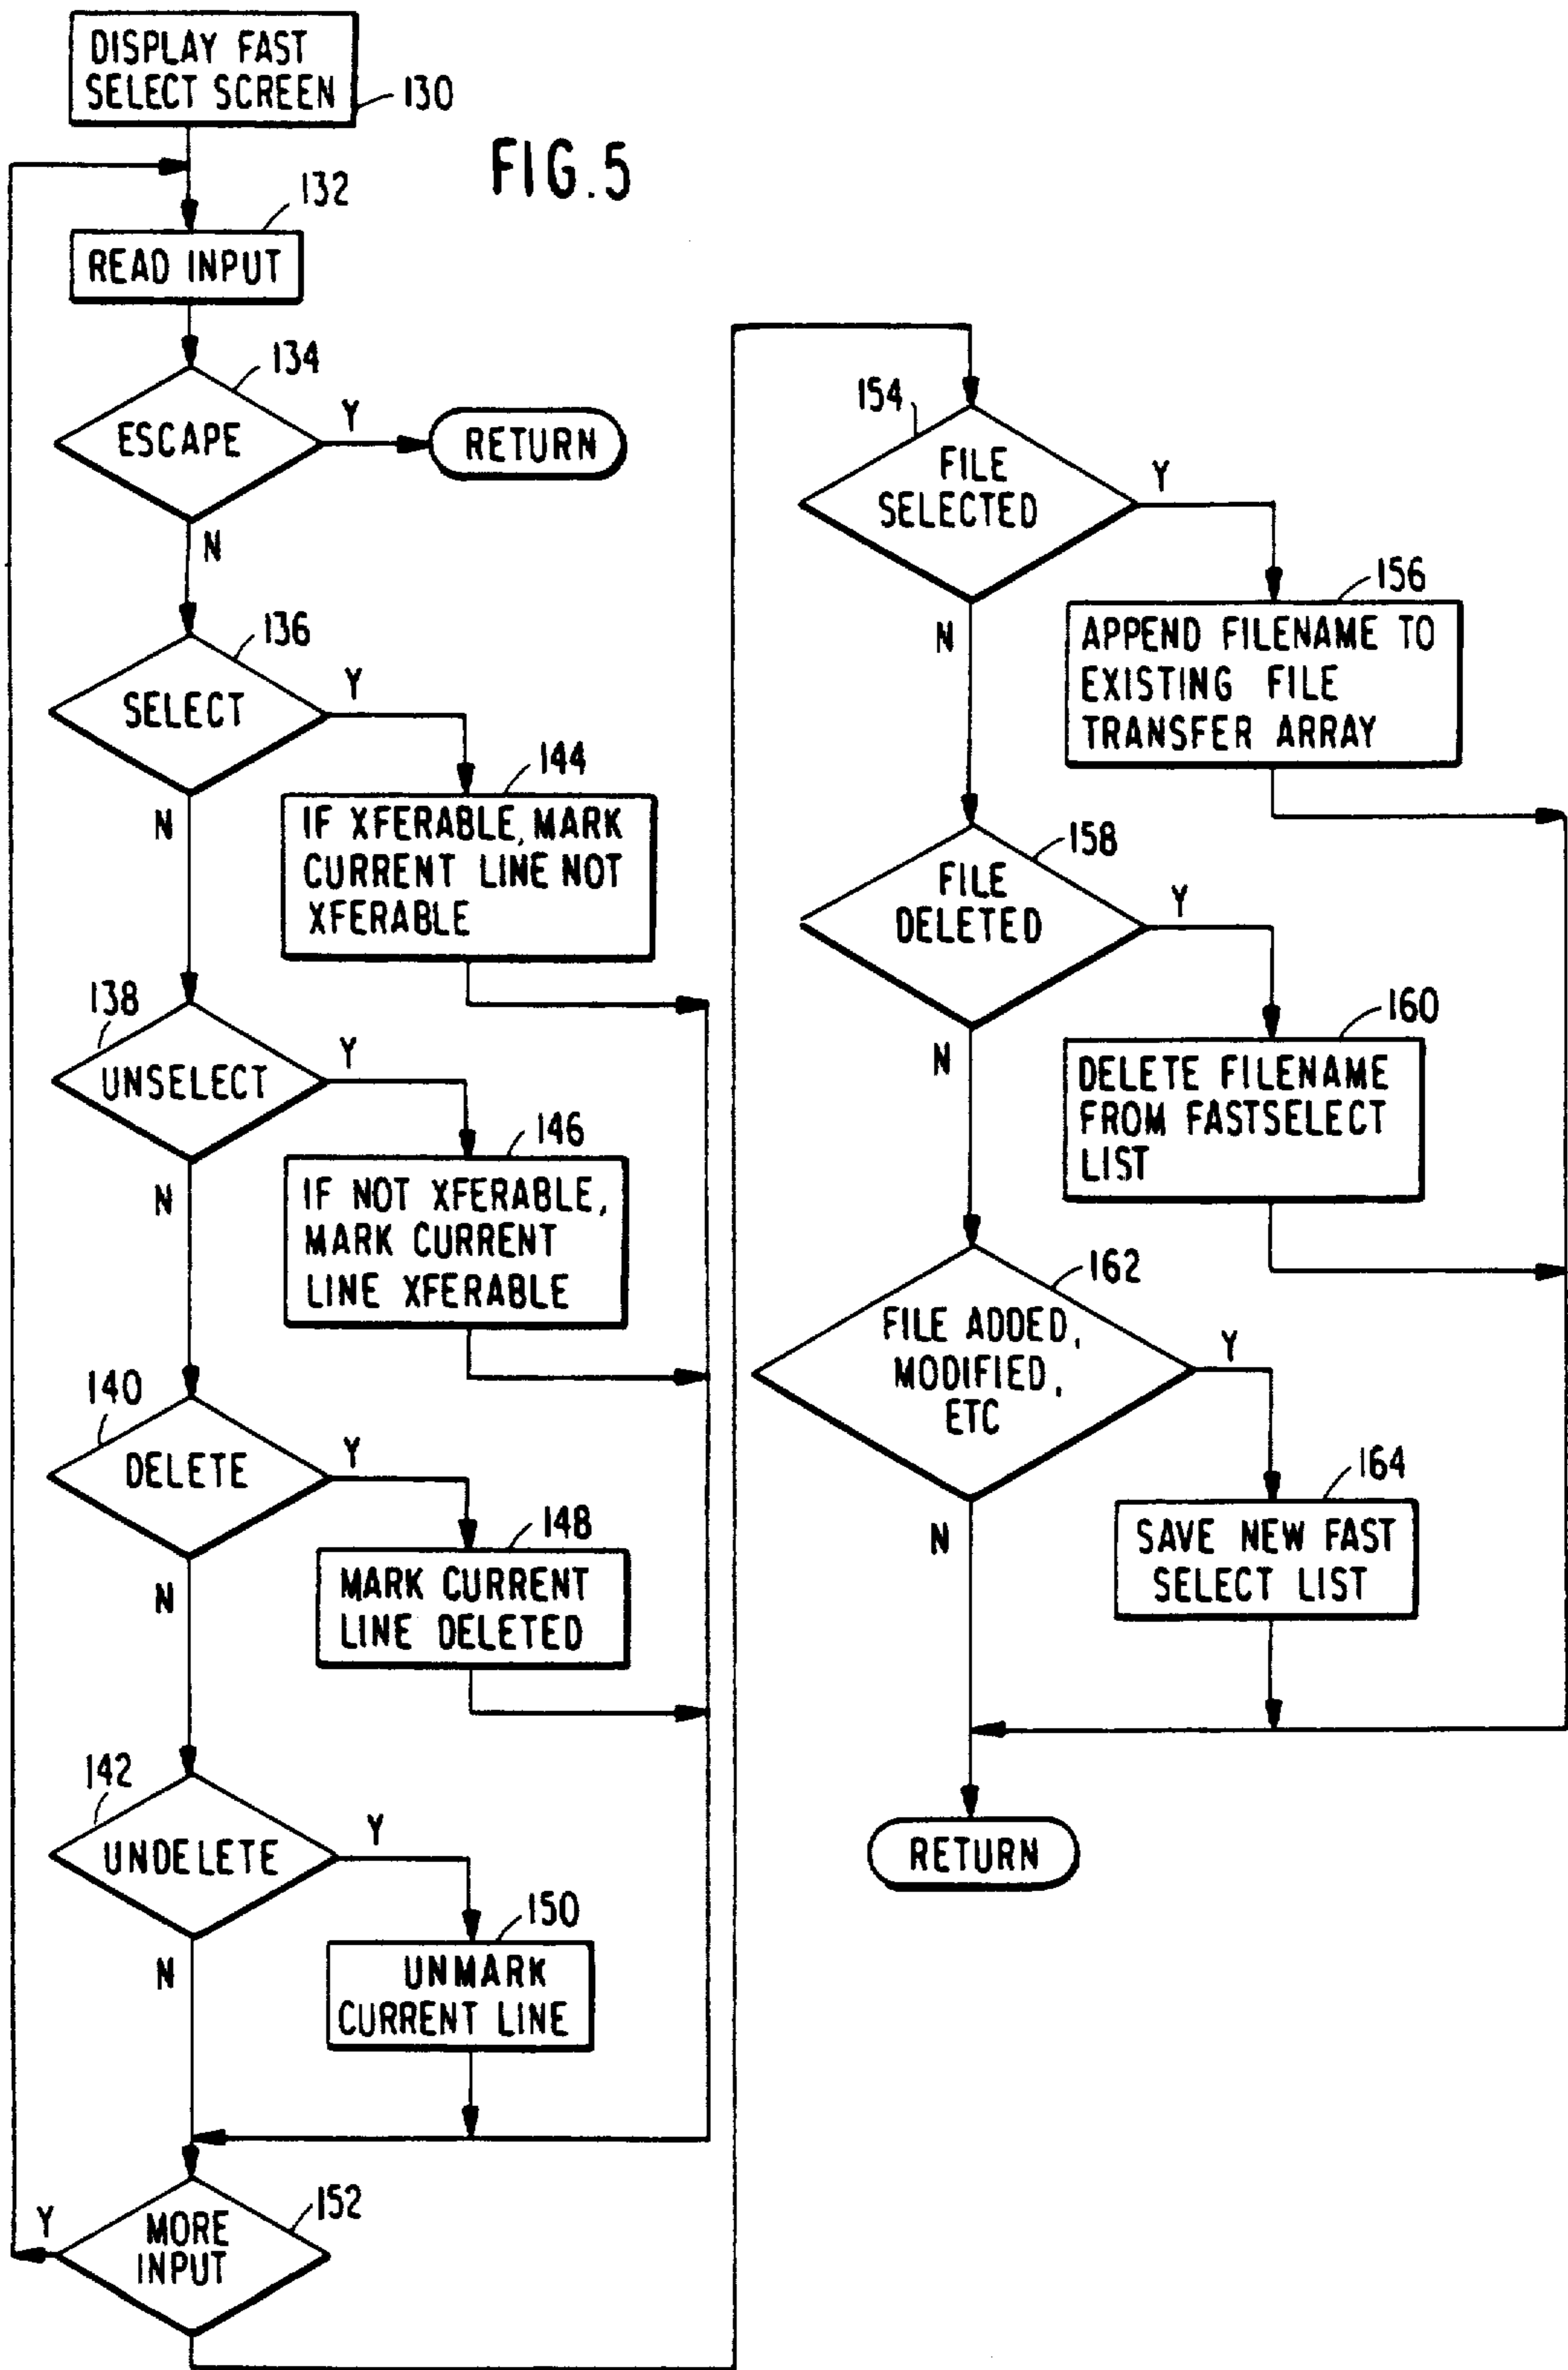 DISPLAY FAST
SELECT SCREEN
130
FIG.5
132
READ INPUT
134
ESCAPE
Y
RETURN
N
136
SELECT
Y
144
IF XFERABLE, MARK
CURRENT LINE NOT
XFERABLE
N
138
UNSELECT
Y
146
IF NOT XFERABLE,
MARK CURRENT
LINE XFERABLE
N
140
DELETE
Y
148
MARK CURRENT
LINE DELETED
N
142
UNDELETE
Y
150
UNMARK
CURRENT LINE
N
152
MORE
INPUT
Y
154
FILE
SELECTED
Y
156
APPEND FILENAME TO
EXISTING FILE
TRANSFER ARRAY
N
158
FILE
DELETED
Y
160
DELETE FILENAME
FROM FASTSELECT
LIST
N
162
FILE ADDED,
MODIFIED,
ETC
Y
164
SAVE NEW FAST
SELECT LIST
N
RETURN